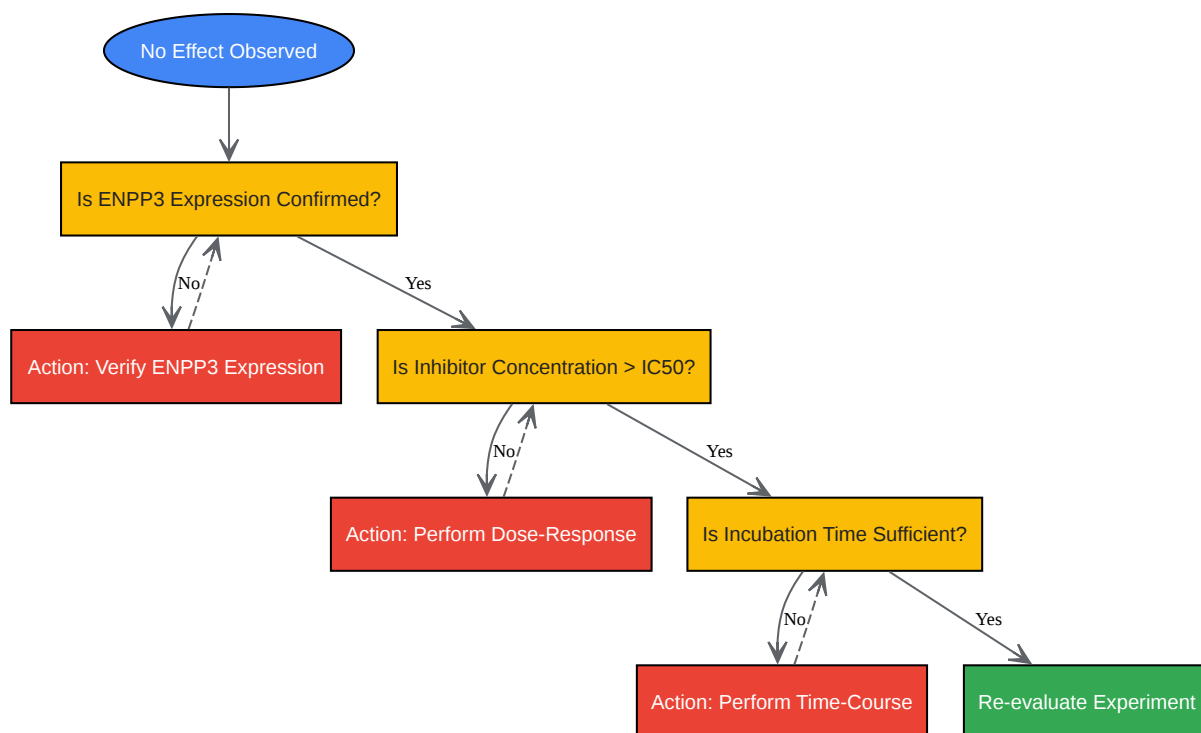 No Effect Observed
Is ENPP3 Expression Confirmed?
No
Yes
Action: Verify ENPP3 Expression
Is Inhibitor Concentration > IC50?
No
Yes
Action: Perform Dose-Response
Is Incubation Time Sufficient?
No
Yes
Action: Perform Time-Course
Re-evaluate Experiment